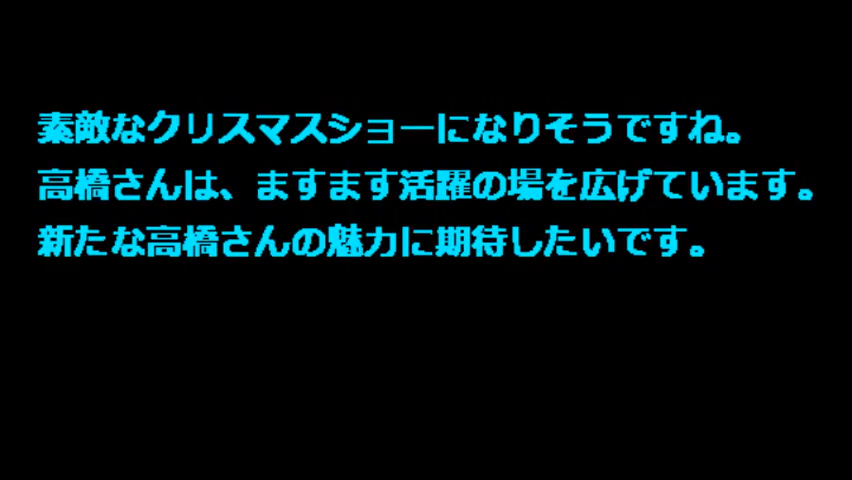 素敵なクリスマスショーになりそうですね。
高橋さんは、ますます活躍の場を広げています。
新たな高橋さんの魅力に期待したいです。